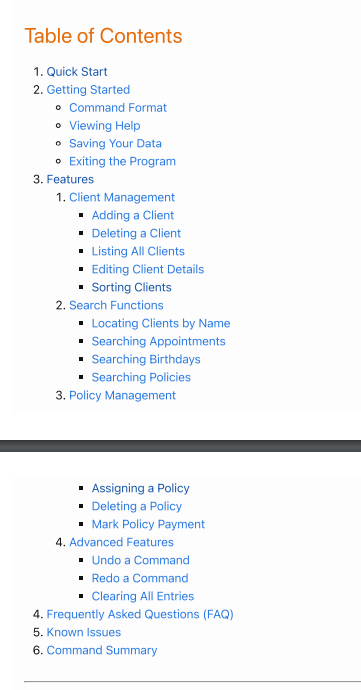 Table of Contents
1. Quick Start
2. Getting Started
Command Format
Viewing Help
Saving Your Data
Exiting the Program
3. Features
1. Client Management
Adding a Client
Deleting a Client
Listing All Clients
Editing Client Details
Sorting Clients
2. Search Functions
Locating Clients by Name
Searching Appointments
Searching Birthdays
Searching Policies
3. Policy Management
Assigning a Policy
Deleting a Policy
Mark Policy Payment
4. Advanced Features
Undo a Command
Redo a Command
Clearing All Entries
4. Frequently Asked Questions (FAQ)
5. Known Issues
6. Command Summary